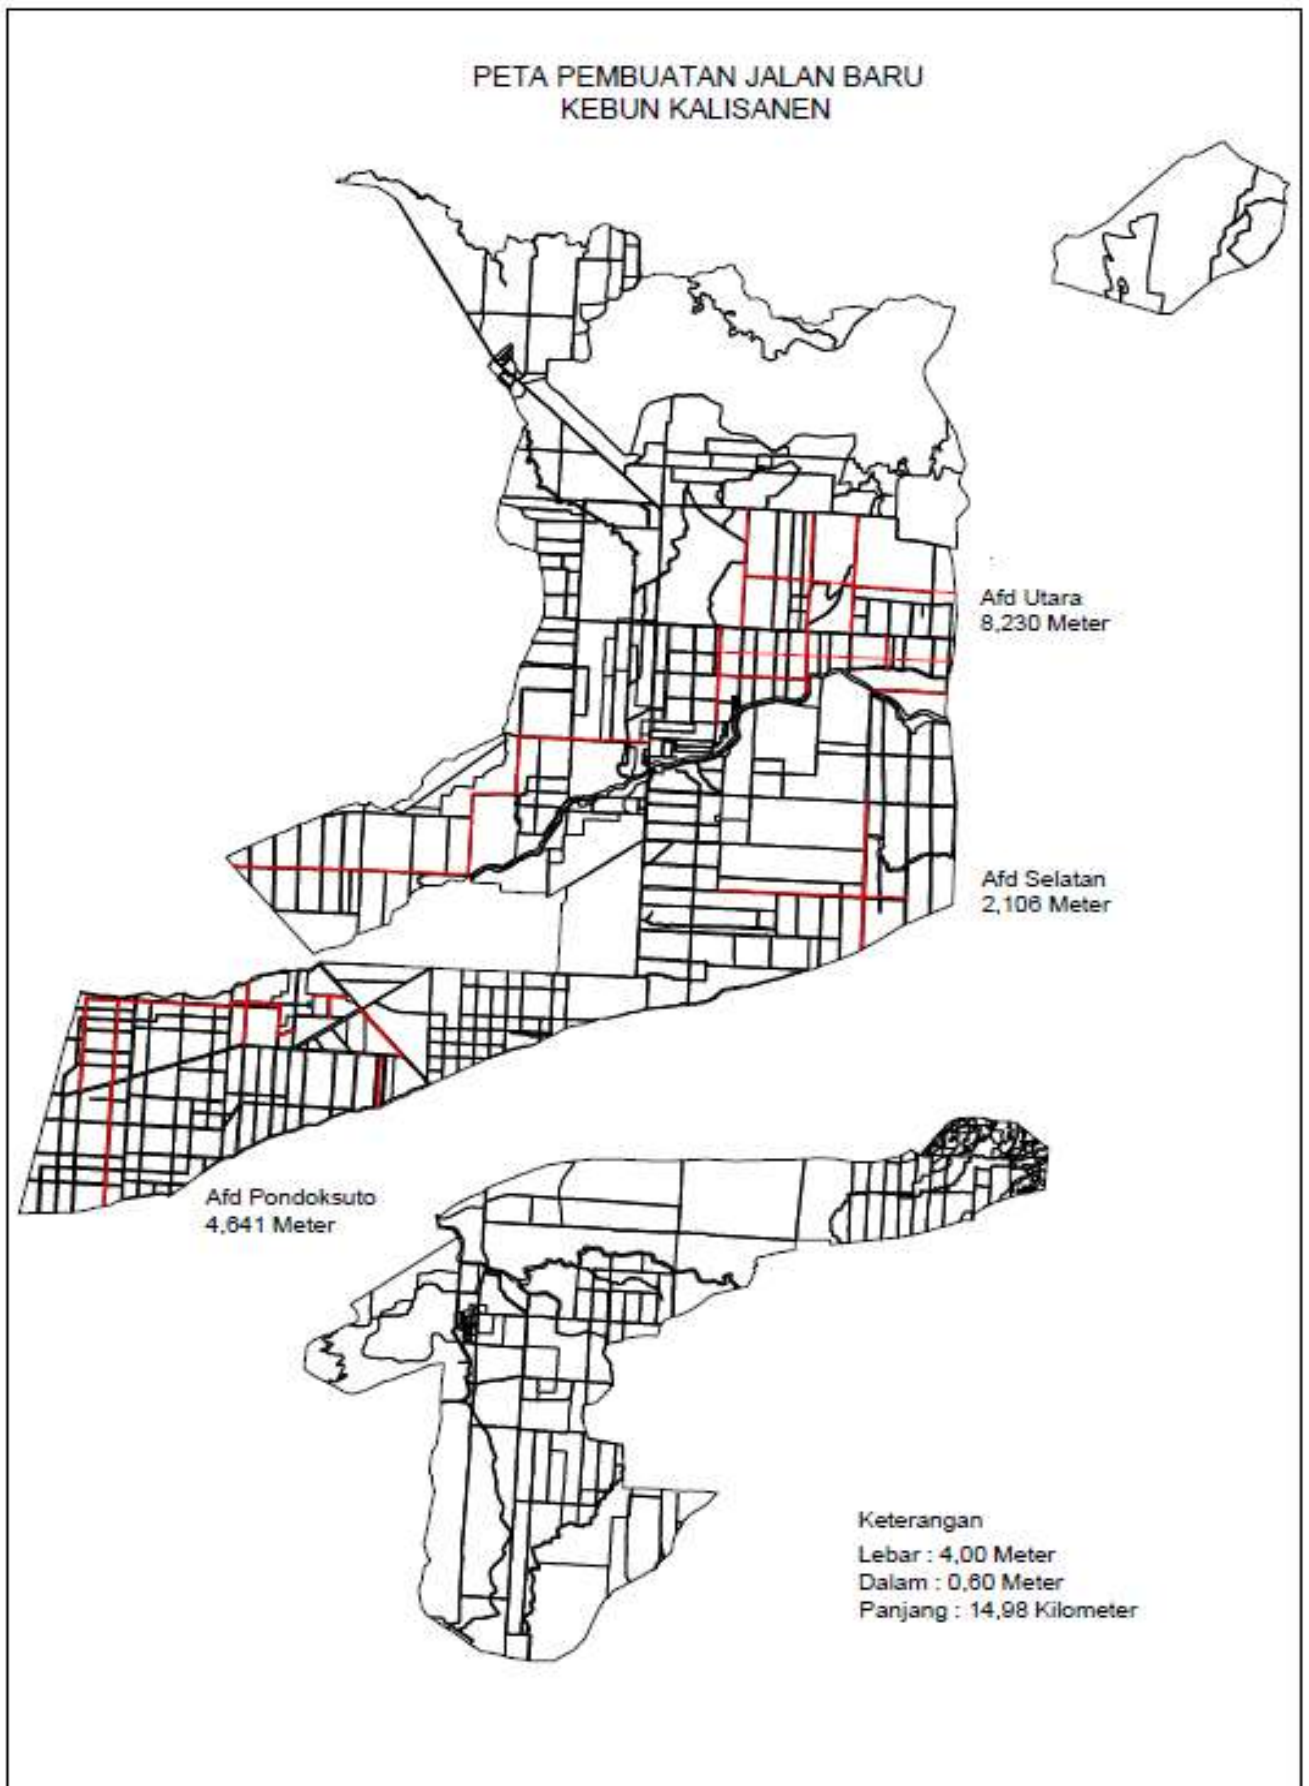 PETA PEMBUATAN JALAN BARU
KEBUN KALISANEN
Afd Utara
8,230 Meter
Afd Selatan
2,106 Meter
Afd Pondoksuto
4,641 Meter
Keterangan
Lebar : 4,00 Meter
Dalam : 0,60 Meter
Panjang : 14,98 Kilometer